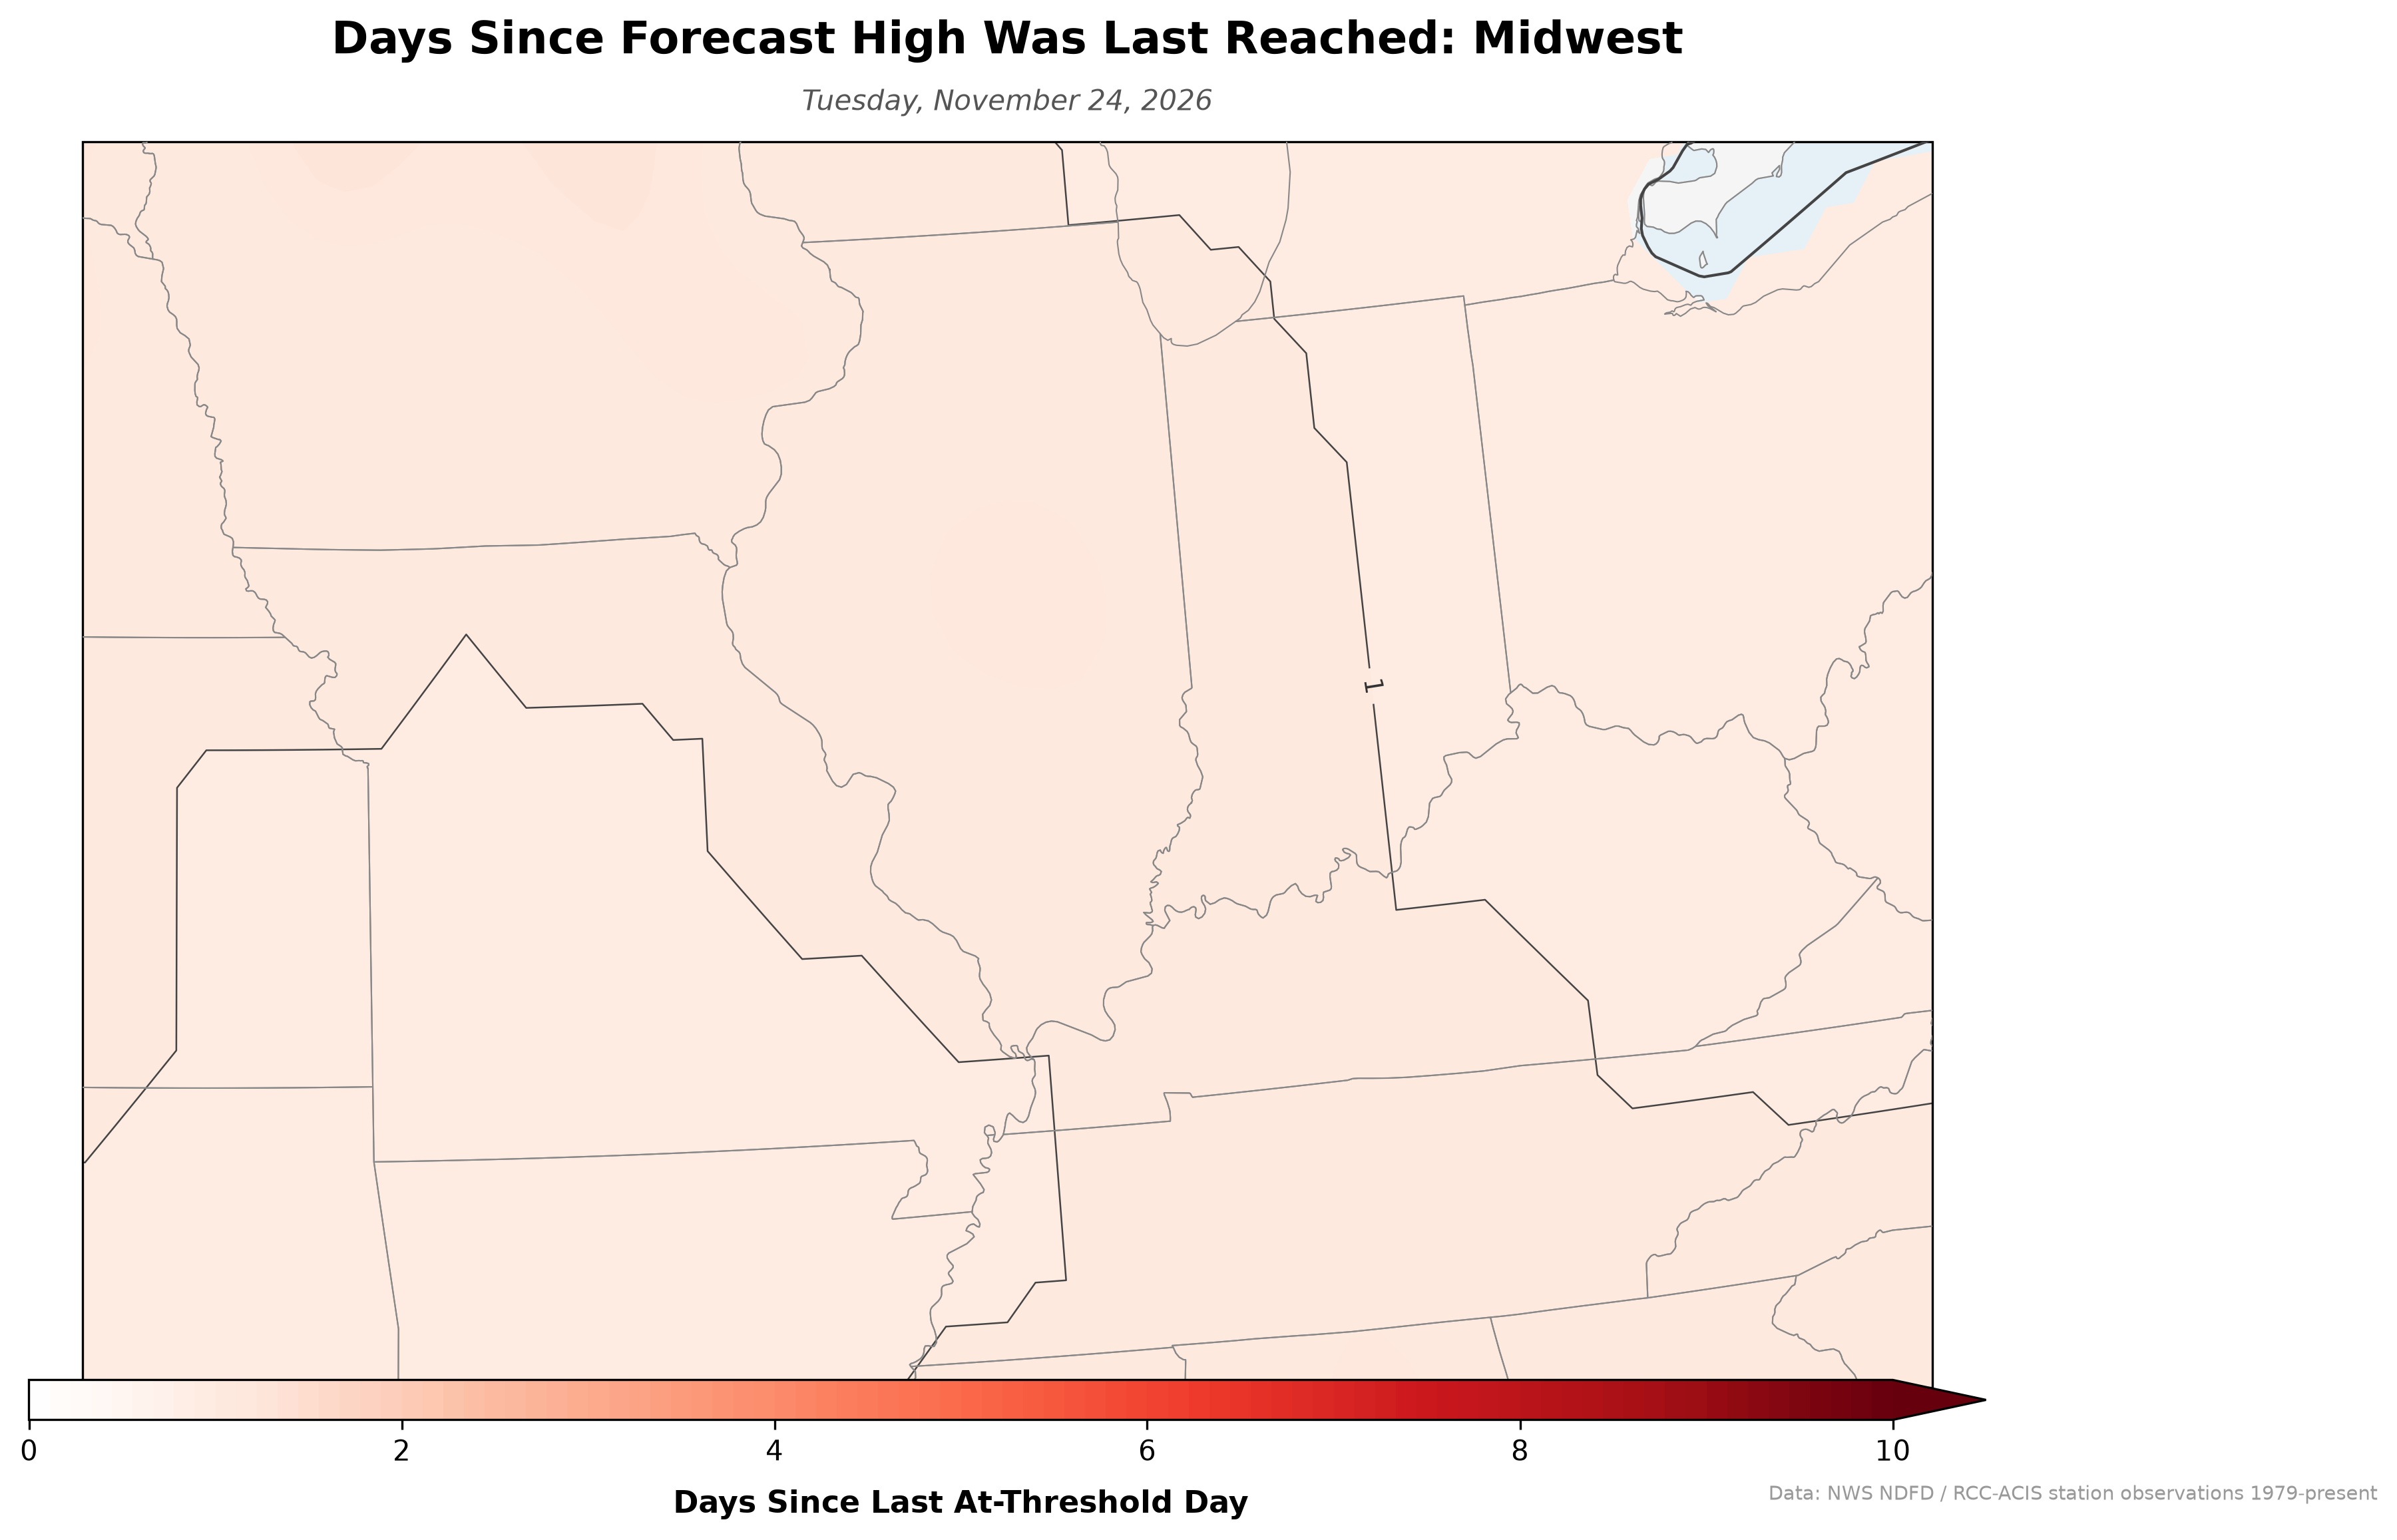 Days Since Forecast High Was Last Reached: Midwest
Tuesday, November 24, 2026
1
0 2 4 6 8 10
Days Since Last At-Threshold Day
Data: NWS NDFD / RCC-ACIS station observations 1979-present